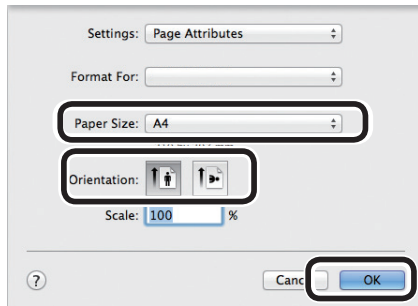 Settings: Page Attributes
Format For:
Paper Size: A4
Orientation:
Scale: 100 %
? OK